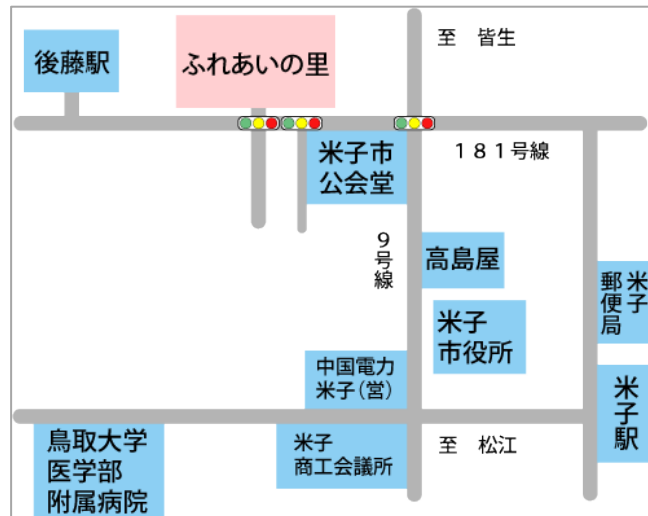 至　皆生
後藤駅
ふれあいの里
米子市
公会堂
１８１号線
９号線
高島屋
米子
郵便局
米子
市役所
中国電力
米子（営）
米子駅
鳥取大学
医学部
附属病院
米子
商工会議所
至　松江